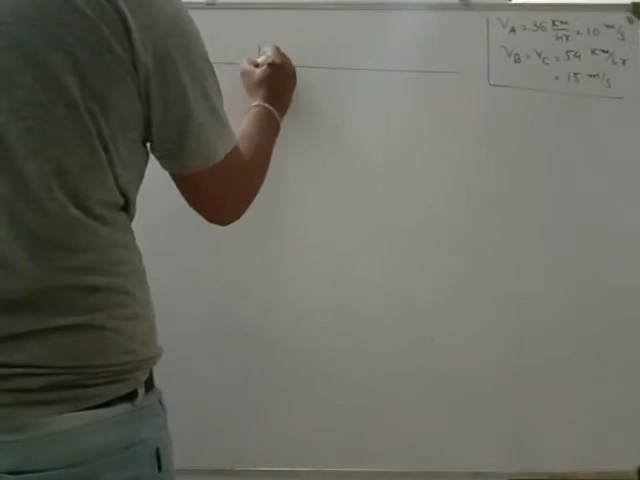 V_A = 36 Km/Hr = 10 m/s
V_B = V_C = 54 Km/Hr
= 15 m/s